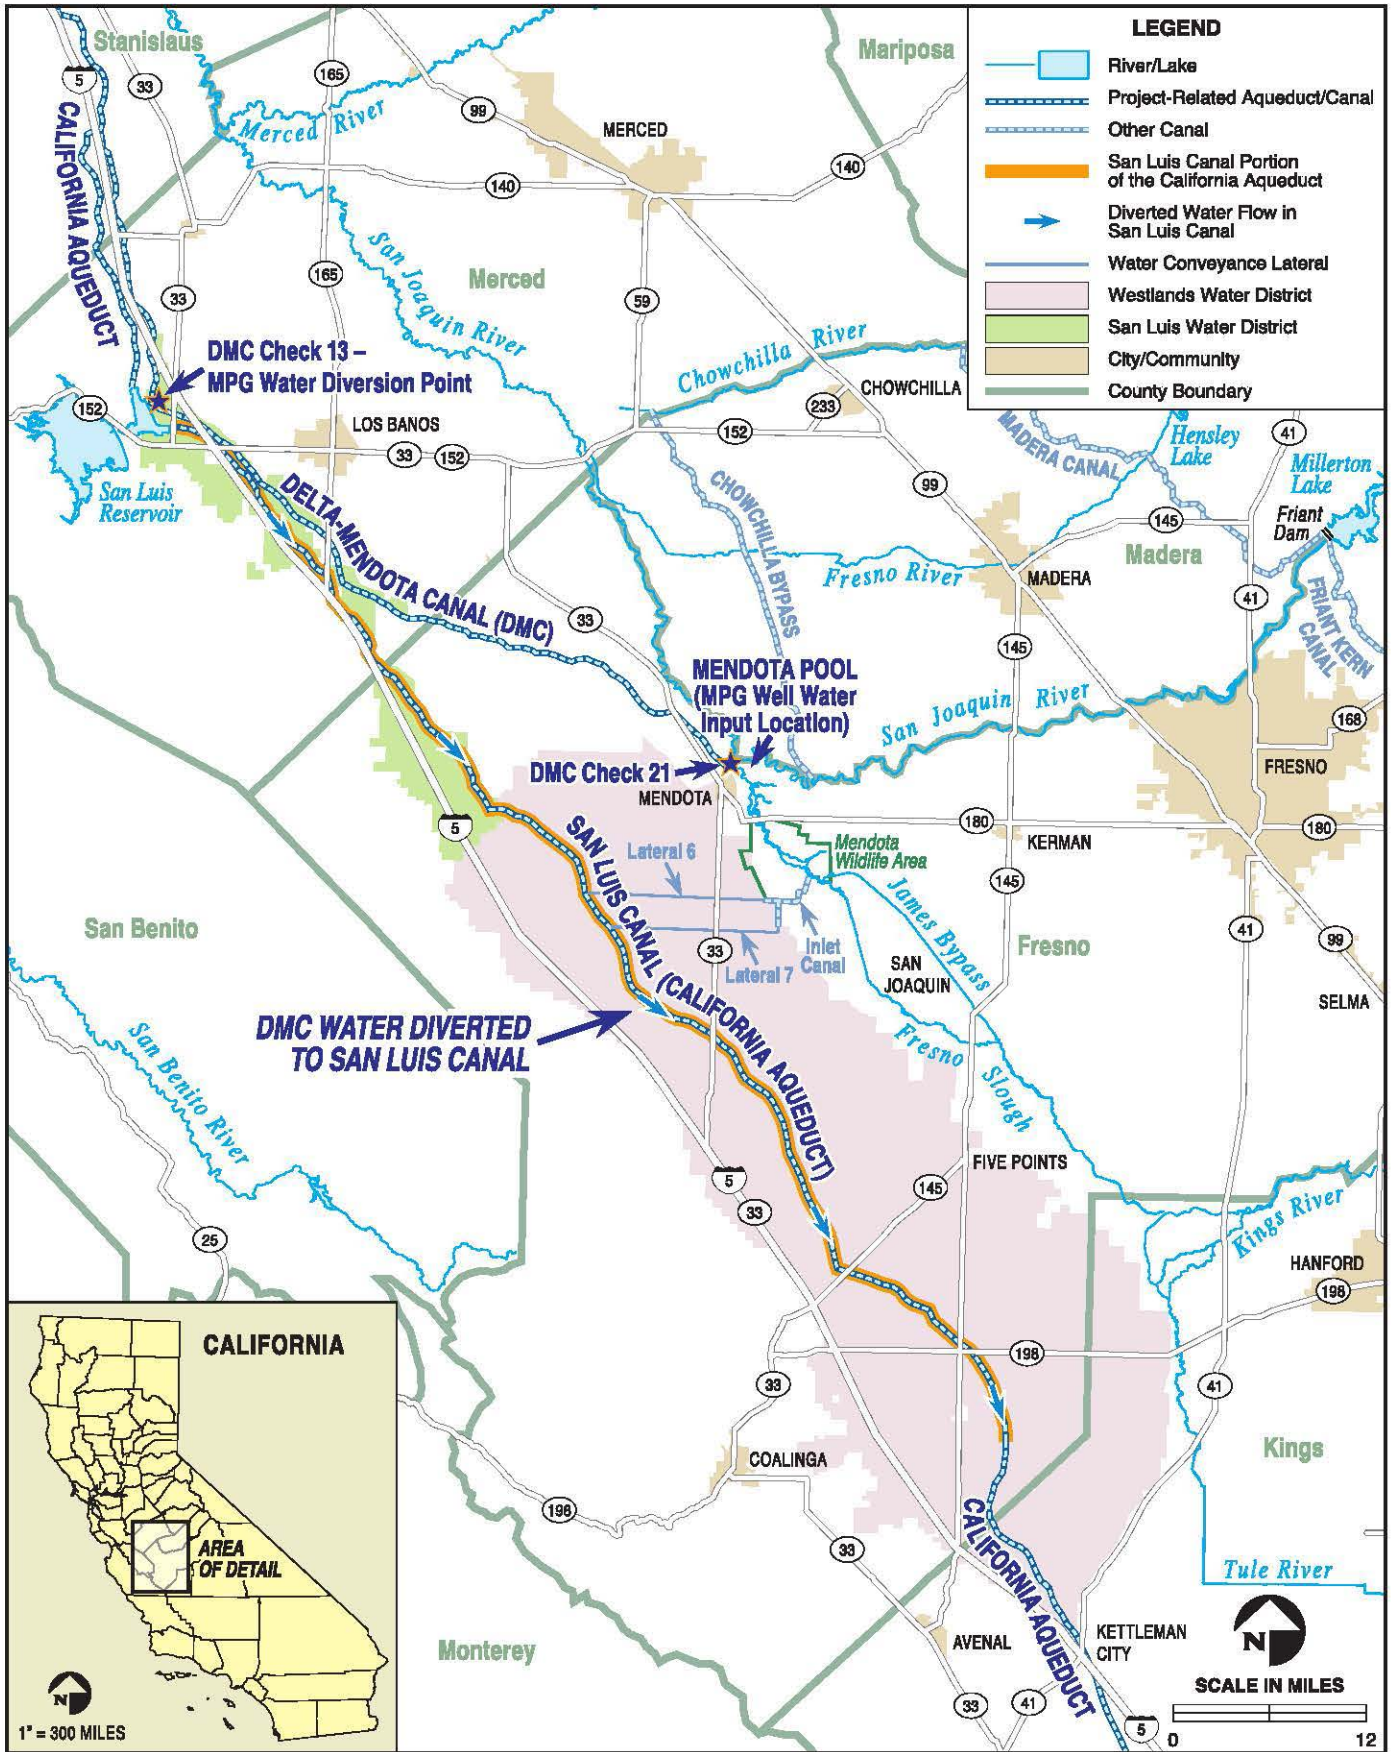 LEGEND
River/Lake
Project-Related Aqueduct/Canal
Other Canal
San Luis Canal Portion
of the California Aqueduct
Diverted Water Flow in
San Luis Canal
Water Conveyance Lateral
Westlands Water District
San Luis Water District
City/Community
County Boundary
Stanislaus
Mariposa
5
33
165
99
MERCED
Merced River
140
140
CALIFORNIA AQUEDUCT
San Joaquin River
Merced
165
33
59
DMC Check 13 –
MPG Water Diversion Point
Chowchilla River
CHOWCHILLA
233
152
LOS BANOS
33
152
152
San Luis
Reservoir
MADERA CANAL
Hensley
Lake
41
Millerton
Lake
Friant
Dam
99
145
Madera
DELTA-MENDOTA CANAL (DMC)
CHOWCHILLA BYPASS
Fresno River
MADERA
41
FRIANT KERN
CANAL
33
145
MENDOTA POOL
(MPG Well Water
Input Location)
San Joaquin River
168
DMC Check 21
MENDOTA
FRESNO
5
180
KERMAN
180
SAN LUIS CANAL (CALIFORNIA AQUEDUCT)
Lateral 6
Mendota
Wildlife Area
145
James Bypass
San Benito
33
Inlet
Canal
Lateral 7
SAN
JOAQUIN
Fresno
41
99
SELMA
DMC WATER DIVERTED
TO SAN LUIS CANAL
San Benito River
Fresno Slough
FIVE POINTS
5
145
33
Kings River
25
HANFORD
198
198
33
41
COALINGA
Kings
198
33
CALIFORNIA AQUEDUCT
Tule River
AVENAL
KETTLEMAN
CITY
Monterey
33
41
5
N
SCALE IN MILES
0
12
CALIFORNIA
AREA
OF DETAIL
N
1" = 300 MILES